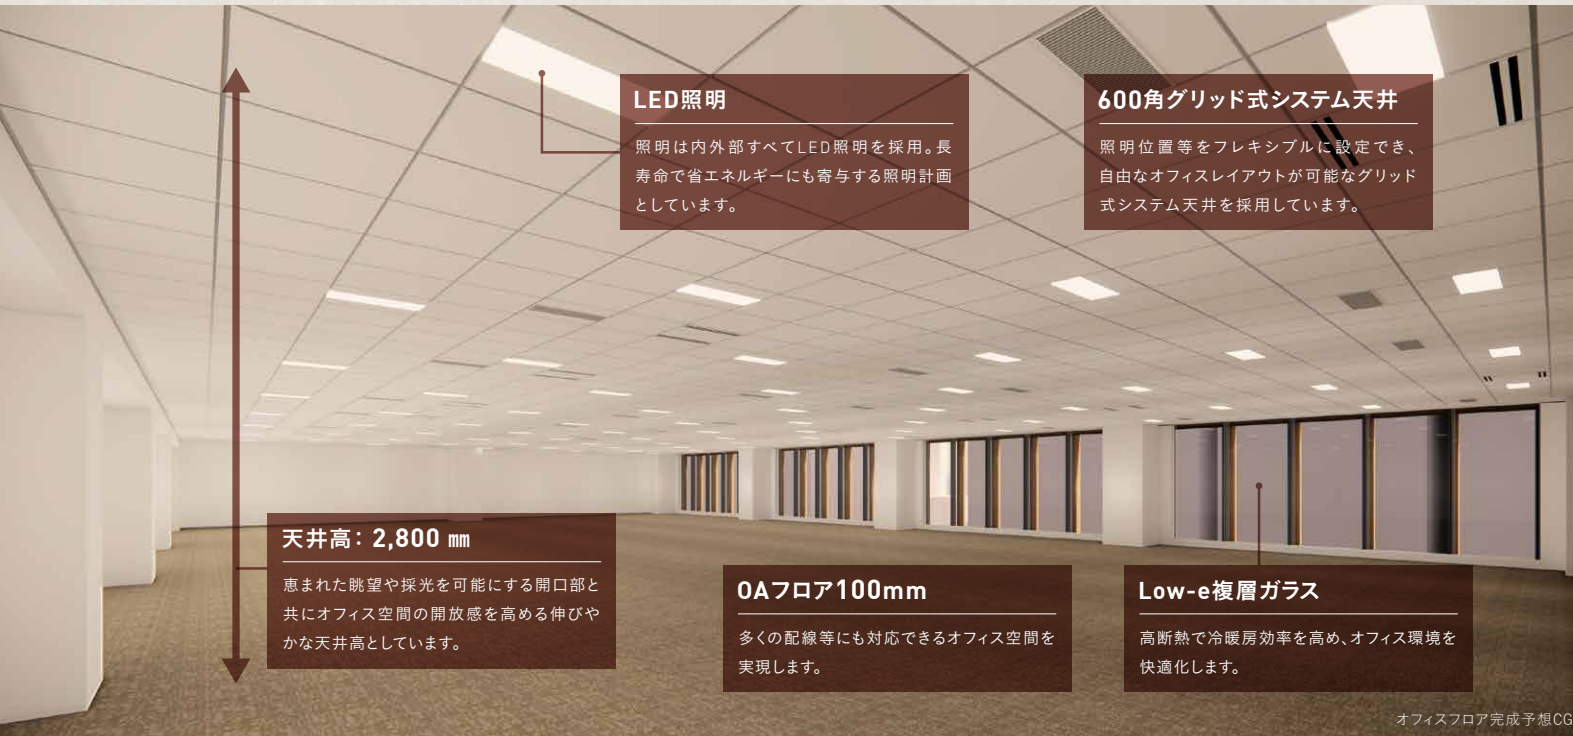 LED照明
照明は内外部すべてLED照明を採用。長
寿命で省エネルギーにも寄与する照明計画
としています。
600角グリッド式システム天井
照明位置等をフレキシブルに設定でき、
自由なオフィスレイアウトが可能なグリッド
式システム天井を採用しています。
天井高：2,800 ㎜
恵まれた眺望や採光を可能にする開口部と
共にオフィス空間の開放感を高める伸びや
かな天井高としています。
OAフロア100mm
多くの配線等にも対応できるオフィス空間を
実現します。
Low-e複層ガラス
高断熱で冷暖房効率を高め、オフィス環境を
快適化します。
オフィスフロア完成予想CG